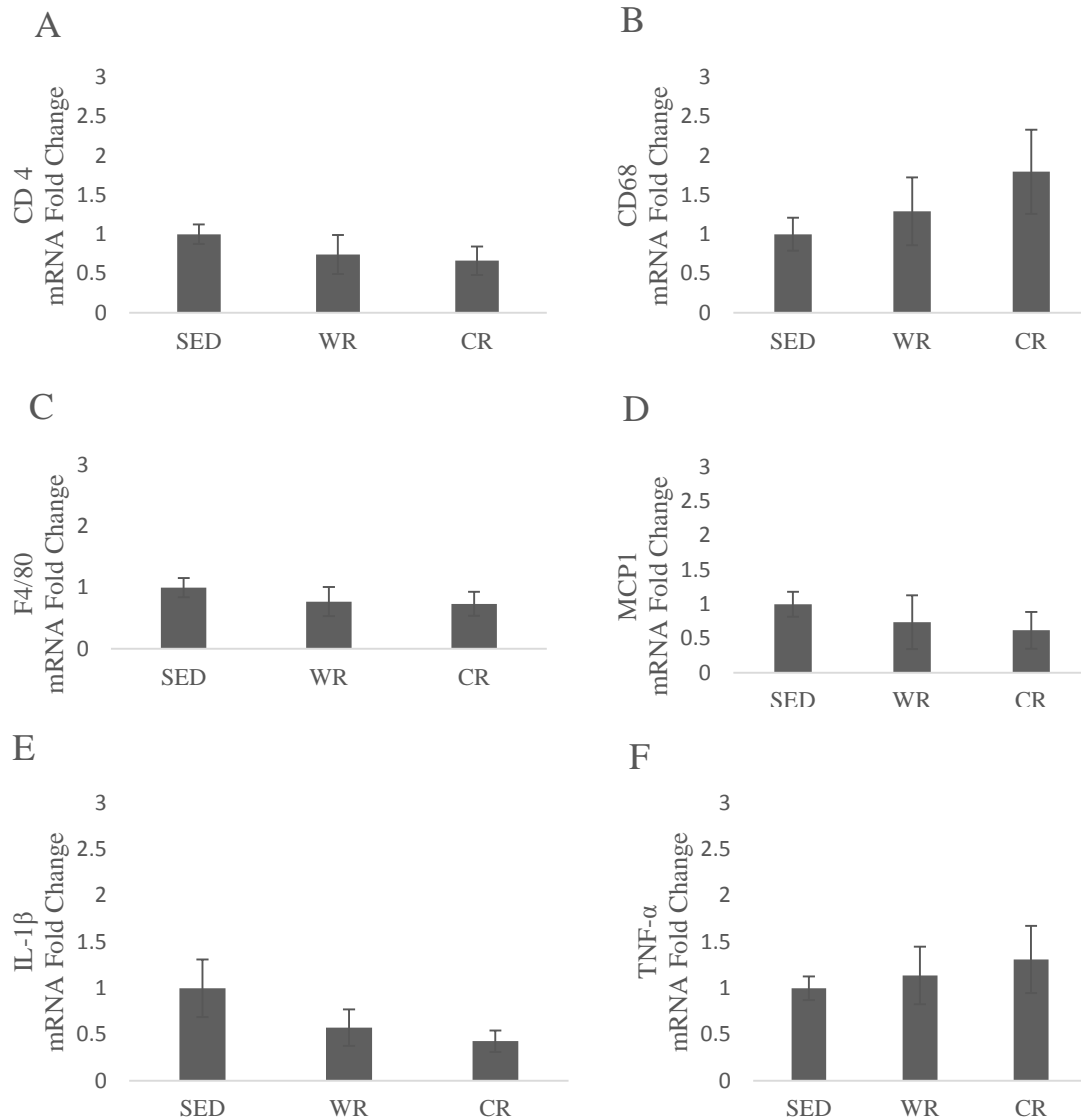 A
CD 4
mRNA Fold Change
3
2.5
2
1.5
1
0.5
0
SED WR CR
B
CD68
mRNA Fold Change
3
2.5
2
1.5
1
0.5
0
SED WR CR
C
F4/80
mRNA Fold Change
3
2
1
0
SED WR CR
D
MCP1
mRNA Fold Change
3
2.5
2
1.5
1
0.5
0
SED WR CR
E
IL-1β
mRNA Fold Change
3
2.5
2
1.5
1
0.5
0
SED WR CR
F
TNF-α
mRNA Fold Change
3
2.5
2
1.5
1
0.5
0
SED WR CR